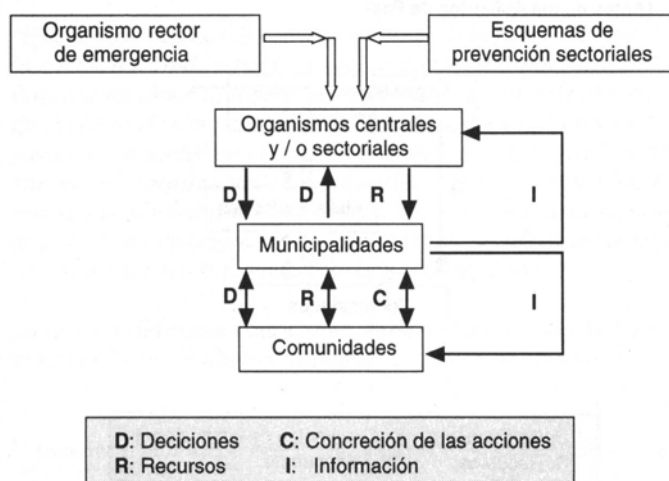 Organismo rector
de emergencia
Esquemas de
prevención sectoriales
Organismos centrales
y / o sectoriales
D D R I
Municipalidades
D R C I
Comunidades
D: Deciciones C: Concreción de las acciones
R: Recursos I: Información